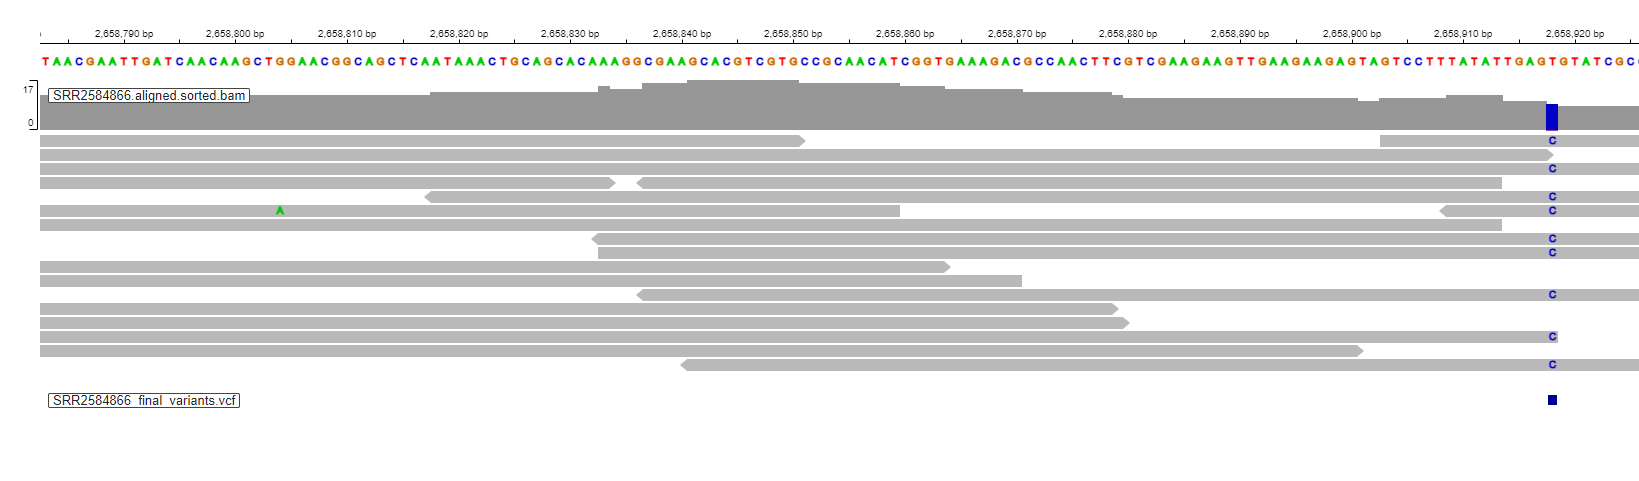 2,658,790 bp 2,658,800 bp 2,658,810 bp 2,658,820 bp 2,658,830 bp 2,658,840 bp 2,658,850 bp 2,658,860 bp 2,658,870 bp 2,658,880 bp 2,658,890 bp 2,658,900 bp 2,658,910 bp 2,658,920 bp
TAACGAATTGATCAACAAGCTGGAACGGCAGCTCAATAAACTGCAGCACAAAGGCGAAGCACGTCGTGCCGCAACATCGGTGAAAGACGCCAACTTCGTCGAAGAAGTTGAAGAAGAGTAGTCCTTTATATTGAGTGTATCGC
17
SRR2584866.aligned.sorted.bam
0
C
C
C
A C
C
C
C
C
C
SRR2584866_final_variants.vcf